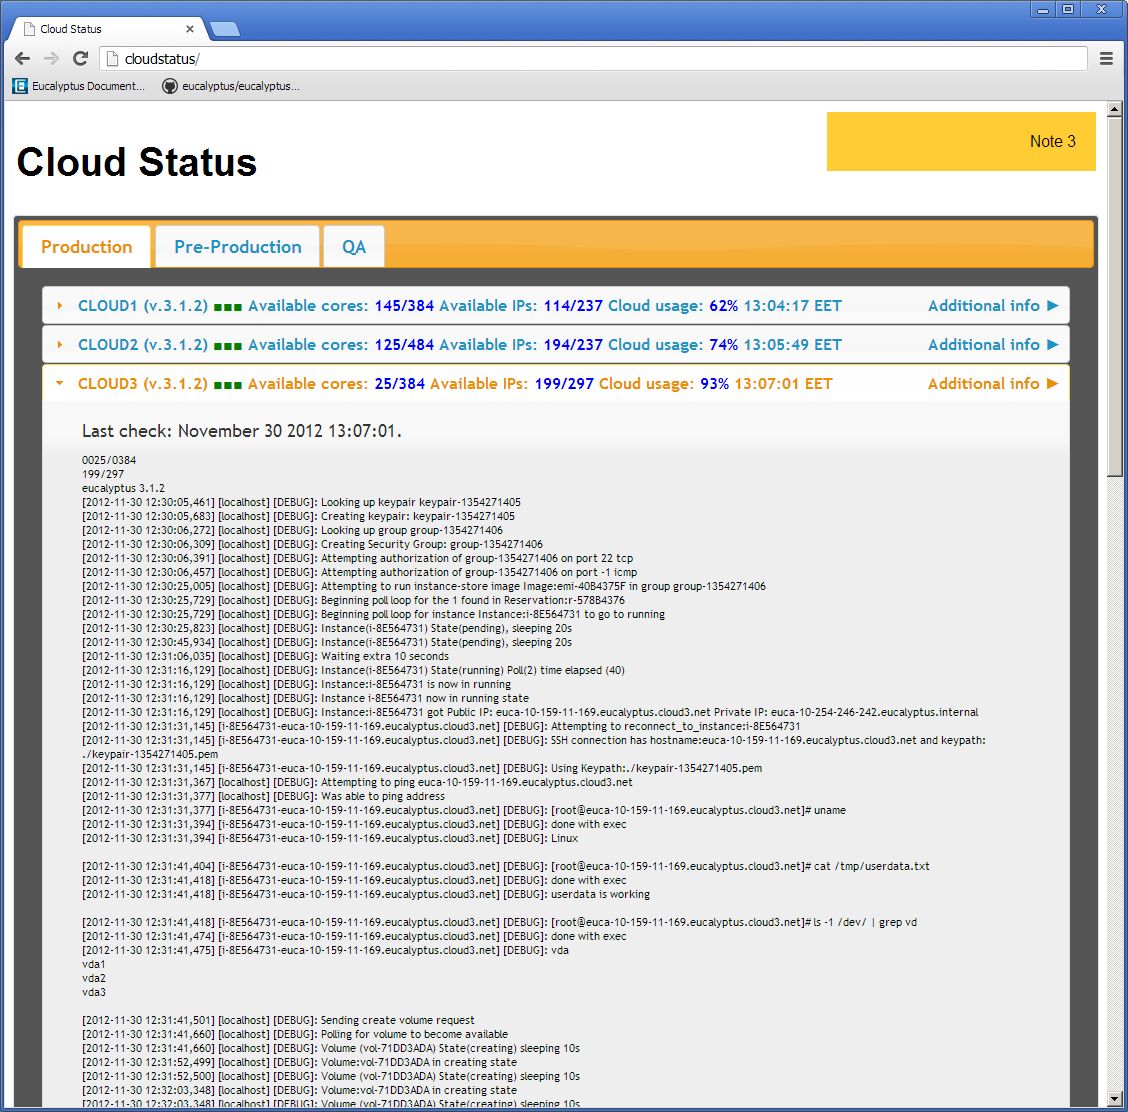 Cloud Status
cloudstatus/
Eucalyptus Document...
eucalyptus/eucalyptus...
Note 3
Cloud Status
Production
Pre-Production
QA
CLOUD1 (v.3.1.2) ■■■ Available cores: 145/384 Available IPs: 114/237 Cloud usage: 62% 13:04:17 EET Additional info ►
CLOUD2 (v.3.1.2) ■■■ Available cores: 125/484 Available IPs: 194/237 Cloud usage: 74% 13:05:49 EET Additional info ►
CLOUD3 (v.3.1.2) ■■■ Available cores: 25/384 Available IPs: 199/297 Cloud usage: 93% 13:07:01 EET Additional info ►
Last check: November 30 2012 13:07:01.
0025/0384
199/297
eucalyptus 3.1.2
[2012-11-30 12:30:05,461] [localhost] [DEBUG]: Looking up keypair keypair-1354271405
[2012-11-30 12:30:05,683] [localhost] [DEBUG]: Creating keypair: keypair-1354271405
[2012-11-30 12:30:06,272] [localhost] [DEBUG]: Looking up group group-1354271406
[2012-11-30 12:30:06,309] [localhost] [DEBUG]: Creating Security Group: group-1354271406
[2012-11-30 12:30:06,391] [localhost] [DEBUG]: Attempting authorization of group-1354271406 on port 22 tcp
[2012-11-30 12:30:06,457] [localhost] [DEBUG]: Attempting authorization of group-1354271406 on port -1 icmp
[2012-11-30 12:30:25,005] [localhost] [DEBUG]: Attempting to run instance-store image Image:emi-40B4375F in group group-1354271406
[2012-11-30 12:30:25,729] [localhost] [DEBUG]: Beginning poll loop for the 1 found in Reservation:r-578B4376
[2012-11-30 12:30:25,729] [localhost] [DEBUG]: Beginning poll loop for instance Instance:i-8E564731 to go to running
[2012-11-30 12:30:25,823] [localhost] [DEBUG]: Instance(i-8E564731) State(pending), sleeping 20s
[2012-11-30 12:30:45,934] [localhost] [DEBUG]: Instance(i-8E564731) State(pending), sleeping 20s
[2012-11-30 12:31:06,035] [localhost] [DEBUG]: Waiting extra 10 seconds
[2012-11-30 12:31:16,129] [localhost] [DEBUG]: Instance(i-8E564731) State(running) Poll(2) time elapsed (40)
[2012-11-30 12:31:16,129] [localhost] [DEBUG]: Instance:i-8E564731 is now in running
[2012-11-30 12:31:16,129] [localhost] [DEBUG]: Instance i-8E564731 now in running state
[2012-11-30 12:31:16,129] [localhost] [DEBUG]: Instance:i-8E564731 got Public IP: euca-10-159-11-169.eucalyptus.cloud3.net Private IP: euca-10-254-246-242.eucalyptus.internal
[2012-11-30 12:31:31,145] [i-8E564731-euca-10-159-11-169.eucalyptus.cloud3.net] [DEBUG]: Attempting to reconnect_to_instance:i-8E564731
[2012-11-30 12:31:31,145] [i-8E564731-euca-10-159-11-169.eucalyptus.cloud3.net] [DEBUG]: SSH connection has hostname:euca-10-159-11-169.eucalyptus.cloud3.net and keypath:
./keypair-1354271405.pem
[2012-11-30 12:31:31,145] [i-8E564731-euca-10-159-11-169.eucalyptus.cloud3.net] [DEBUG]: Using Keypath:./keypair-1354271405.pem
[2012-11-30 12:31:31,367] [localhost] [DEBUG]: Attempting to ping euca-10-159-11-169.eucalyptus.cloud3.net
[2012-11-30 12:31:31,377] [localhost] [DEBUG]: Was able to ping address
[2012-11-30 12:31:31,377] [i-8E564731-euca-10-159-11-169.eucalyptus.cloud3.net] [DEBUG]: [root@euca-10-159-11-169.eucalyptus.cloud3.net]# uname
[2012-11-30 12:31:31,394] [i-8E564731-euca-10-159-11-169.eucalyptus.cloud3.net] [DEBUG]: done with exec
[2012-11-30 12:31:31,394] [i-8E564731-euca-10-159-11-169.eucalyptus.cloud3.net] [DEBUG]: Linux
[2012-11-30 12:31:41,404] [i-8E564731-euca-10-159-11-169.eucalyptus.cloud3.net] [DEBUG]: [root@euca-10-159-11-169.eucalyptus.cloud3.net]# cat /tmp/userdata.txt
[2012-11-30 12:31:41,418] [i-8E564731-euca-10-159-11-169.eucalyptus.cloud3.net] [DEBUG]: done with exec
[2012-11-30 12:31:41,418] [i-8E564731-euca-10-159-11-169.eucalyptus.cloud3.net] [DEBUG]: userdata is working
[2012-11-30 12:31:41,418] [i-8E564731-euca-10-159-11-169.eucalyptus.cloud3.net] [DEBUG]: [root@euca-10-159-11-169.eucalyptus.cloud3.net]# ls -1 /dev/ | grep vd
[2012-11-30 12:31:41,474] [i-8E564731-euca-10-159-11-169.eucalyptus.cloud3.net] [DEBUG]: done with exec
[2012-11-30 12:31:41,475] [i-8E564731-euca-10-159-11-169.eucalyptus.cloud3.net] [DEBUG]: vda
vda1
vda2
vda3
[2012-11-30 12:31:41,501] [localhost] [DEBUG]: Sending create volume request
[2012-11-30 12:31:41,660] [localhost] [DEBUG]: Polling for volume to become available
[2012-11-30 12:31:41,660] [localhost] [DEBUG]: Volume (vol-71DD3ADA) State(creating) sleeping 10s
[2012-11-30 12:31:52,499] [localhost] [DEBUG]: Volume:vol-71DD3ADA in creating state
[2012-11-30 12:31:52,500] [localhost] [DEBUG]: Volume (vol-71DD3ADA) State(creating) sleeping 10s
[2012-11-30 12:32:03,348] [localhost] [DEBUG]: Volume:vol-71DD3ADA in creating state
[2012-11-30 12:32:03,348] [localhost] [DEBUG]: Volume (vol-71DD3ADA) State(creating) sleeping 10s